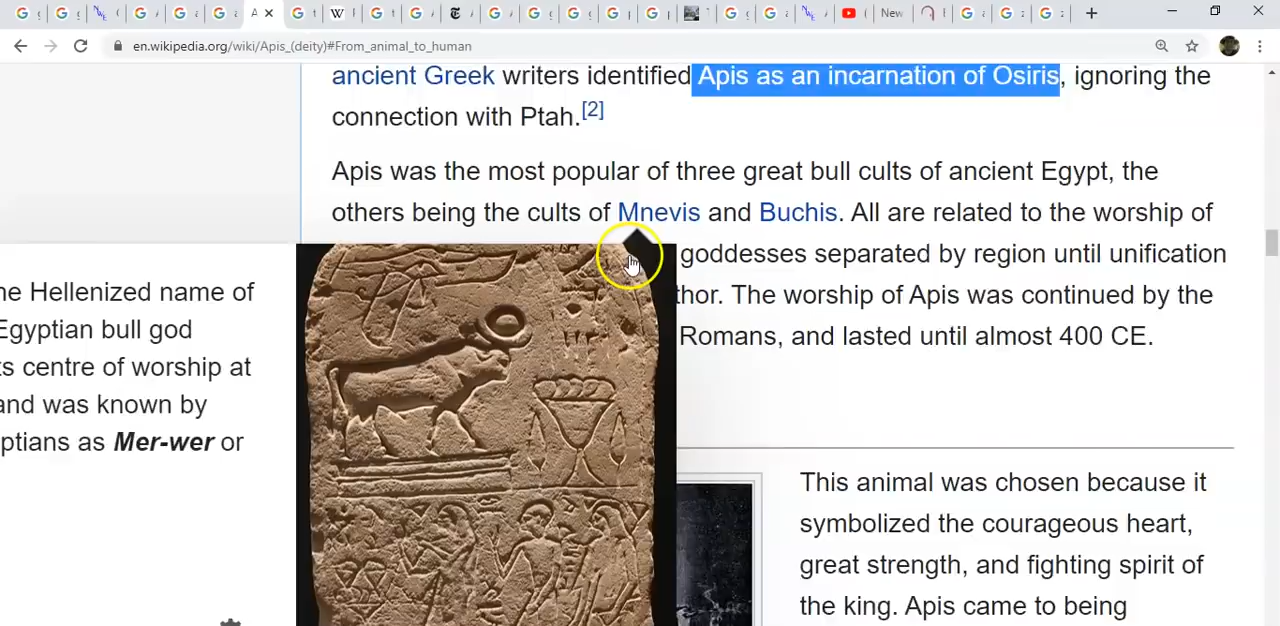 New
en.wikipedia.org/wiki/Apis_(deity)#From_animal_to_human
ancient Greek writers identified Apis as an incarnation of Osiris, ignoring the
connection with Ptah.[2]
Apis was the most popular of three great bull cults of ancient Egypt, the
others being the cults of Mnevis and Buchis. All are related to the worship of
goddesses separated by region until unification
thor. The worship of Apis was continued by the
Romans, and lasted until almost 400 CE.
he Hellenized name of
Egyptian bull god
ts centre of worship at
and was known by
ptians as Mer-wer or
This animal was chosen because it
symbolized the courageous heart,
great strength, and fighting spirit of
the king. Apis came to being